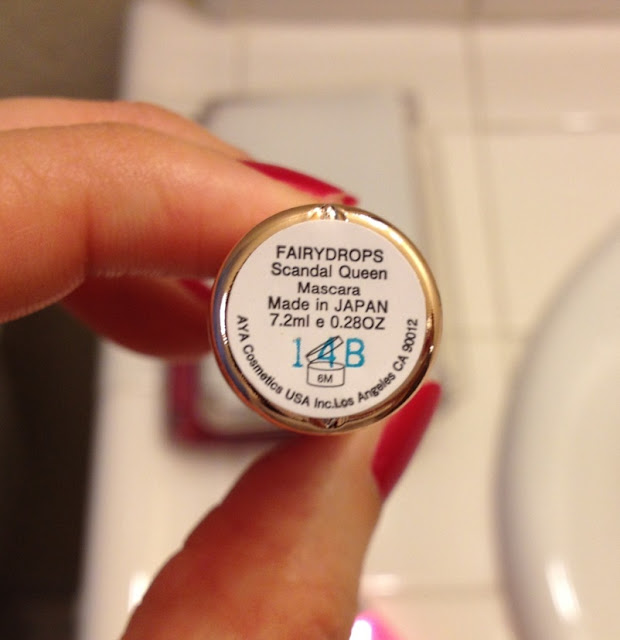 FAIRYDROPS
Scandal Queen
Mascara
Made in JAPAN
7.2ml e 0.28OZ
14B
6M
AYA Cosmetics USA Inc.Los Angeles CA 90012